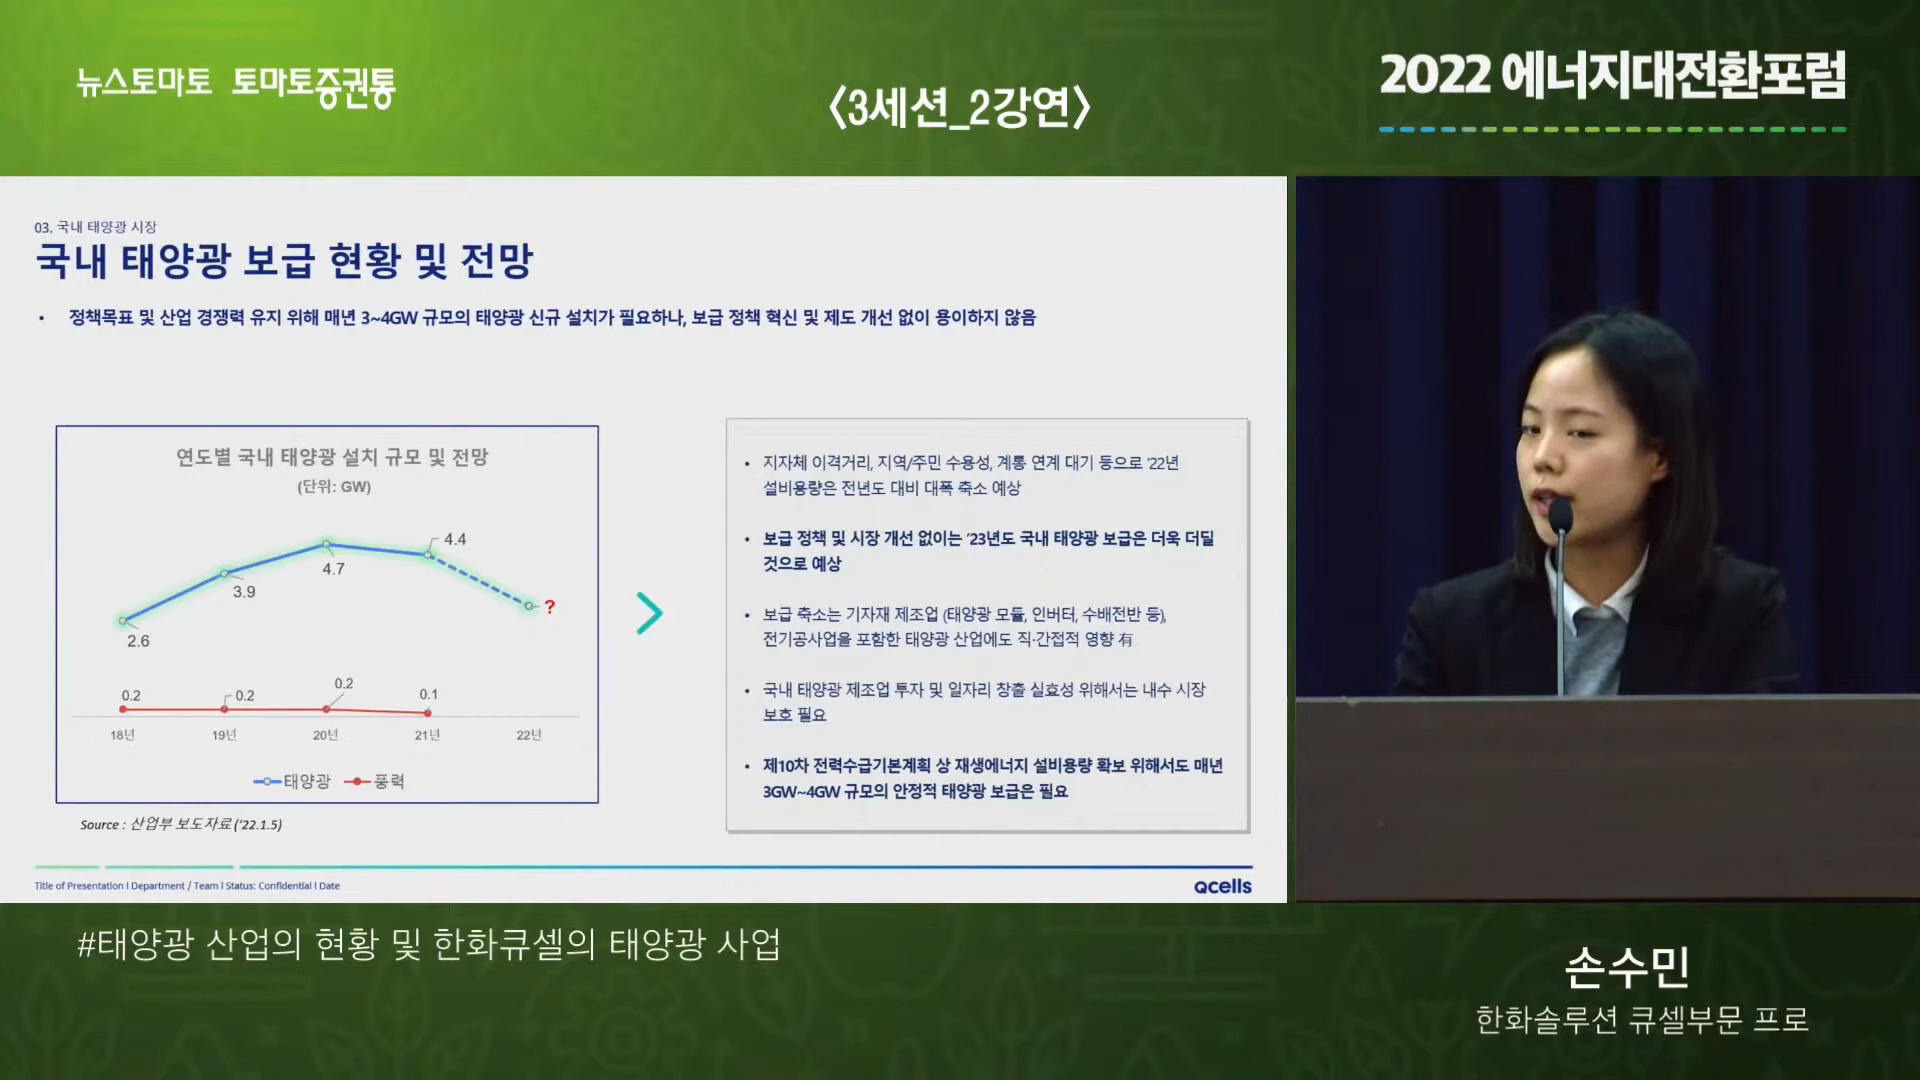 뉴스토마토 토마토증권통
〈3세션_2강연〉
2022 에너지대전환포럼
03. 국내 태양광 시장
국내 태양광 보급 현황 및 전망
• 정책목표 및 산업 경쟁력 유지 위해 매년 3~4GW 규모의 태양광 신규 설치가 필요하나, 보급 정책 혁신 및 제도 개선 없이 용이하지 않음
연도별 국내 태양광 설치 규모 및 전망
(단위: GW)
4.4
4.7
3.9
?
2.6
0.2 0.2 0.2 0.1
18년 19년 20년 21년 22년
태양광 풍력
Source : 산업부 보도자료 ('22.1.5)
• 지자체 이격거리, 지역/주민 수용성, 계통 연계 대기 등으로 '22년
설비용량은 전년도 대비 대폭 축소 예상
• 보급 정책 및 시장 개선 없이는 '23년도 국내 태양광 보급은 더욱 더딜
것으로 예상
• 보급 축소는 기자재 제조업 (태양광 모듈, 인버터, 수배전반 등),
전기공사업을 포함한 태양광 산업에도 직·간접적 영향 有
• 국내 태양광 제조업 투자 및 일자리 창출 실효성 위해서는 내수 시장
보호 필요
• 제10차 전력수급기본계획 상 재생에너지 설비용량 확보 위해서도 매년
3GW~4GW 규모의 안정적 태양광 보급은 필요
Title of Presentation l Department / Team l Status: Confidential l Date
Qcells
#태양광 산업의 현황 및 한화큐셀의 태양광 사업
손수민
한화솔루션 큐셀부문 프로